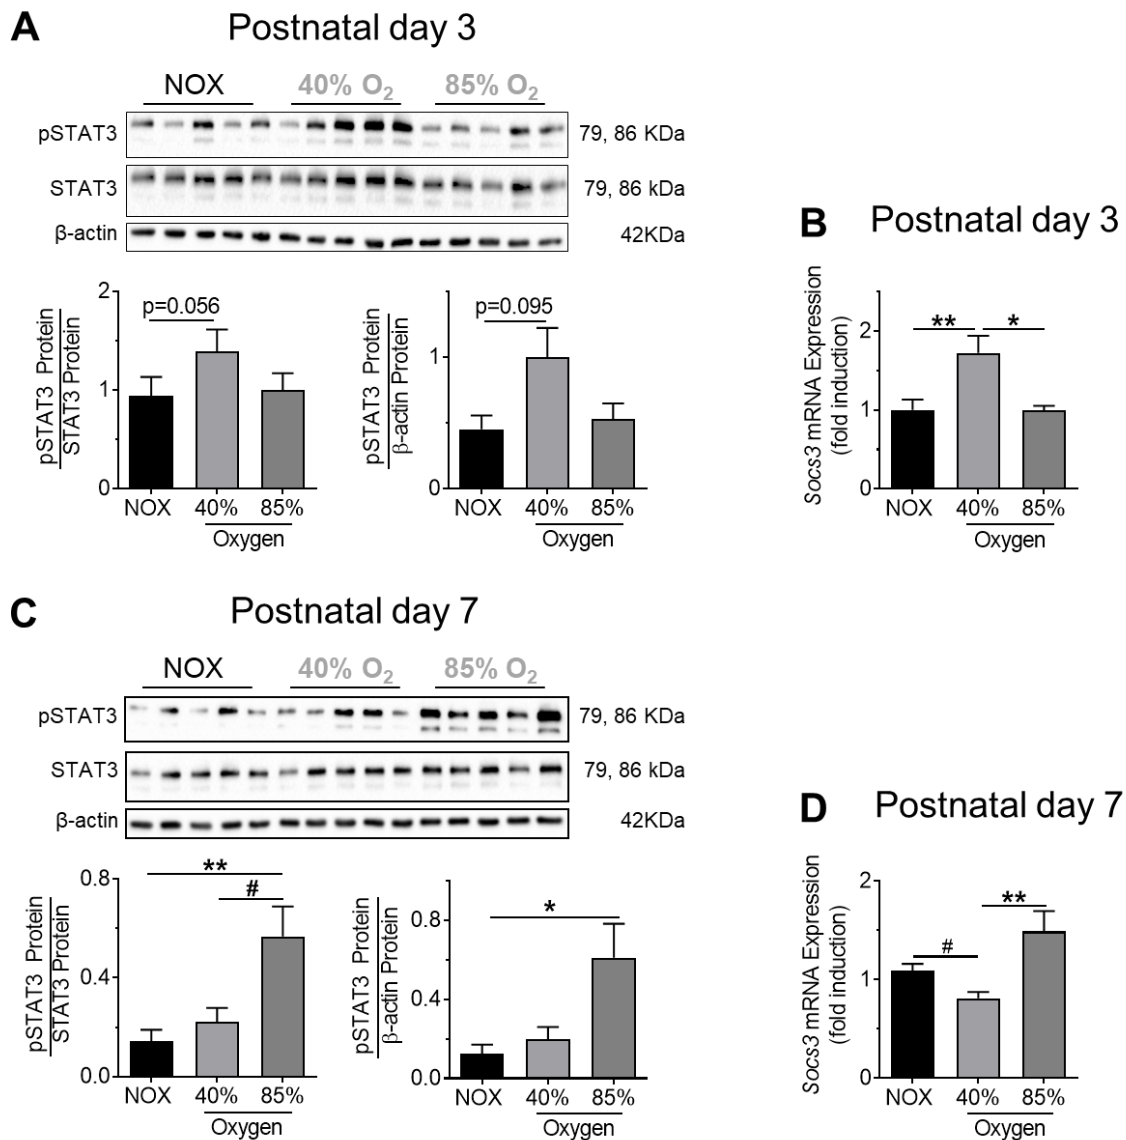 A Postnatal day 3
NOX 40% O₂ 85% O₂
pSTAT3 79, 86 KDa
STAT3 79, 86 kDa
β-actin 42KDa
pSTAT3 Protein
STAT3 Protein
2
1
0
p=0.056
NOX 40% 85%
Oxygen
pSTAT3 Protein
β-actin Protein
1
0
p=0.095
NOX 40% 85%
Oxygen
B Postnatal day 3
Socs3 mRNA Expression
(fold induction)
2
1
0
** *
NOX 40% 85%
Oxygen
C Postnatal day 7
NOX 40% O₂ 85% O₂
pSTAT3 79, 86 KDa
STAT3 79, 86 kDa
β-actin 42KDa
pSTAT3 Protein
STAT3 Protein
0.8
0.4
0.0
**
#
NOX 40% 85%
Oxygen
pSTAT3 Protein
β-actin Protein
0.8
0.4
0.0
*
NOX 40% 85%
Oxygen
D Postnatal day 7
Socs3 mRNA Expression
(fold induction)
2
1
0
**
#
NOX 40% 85%
Oxygen